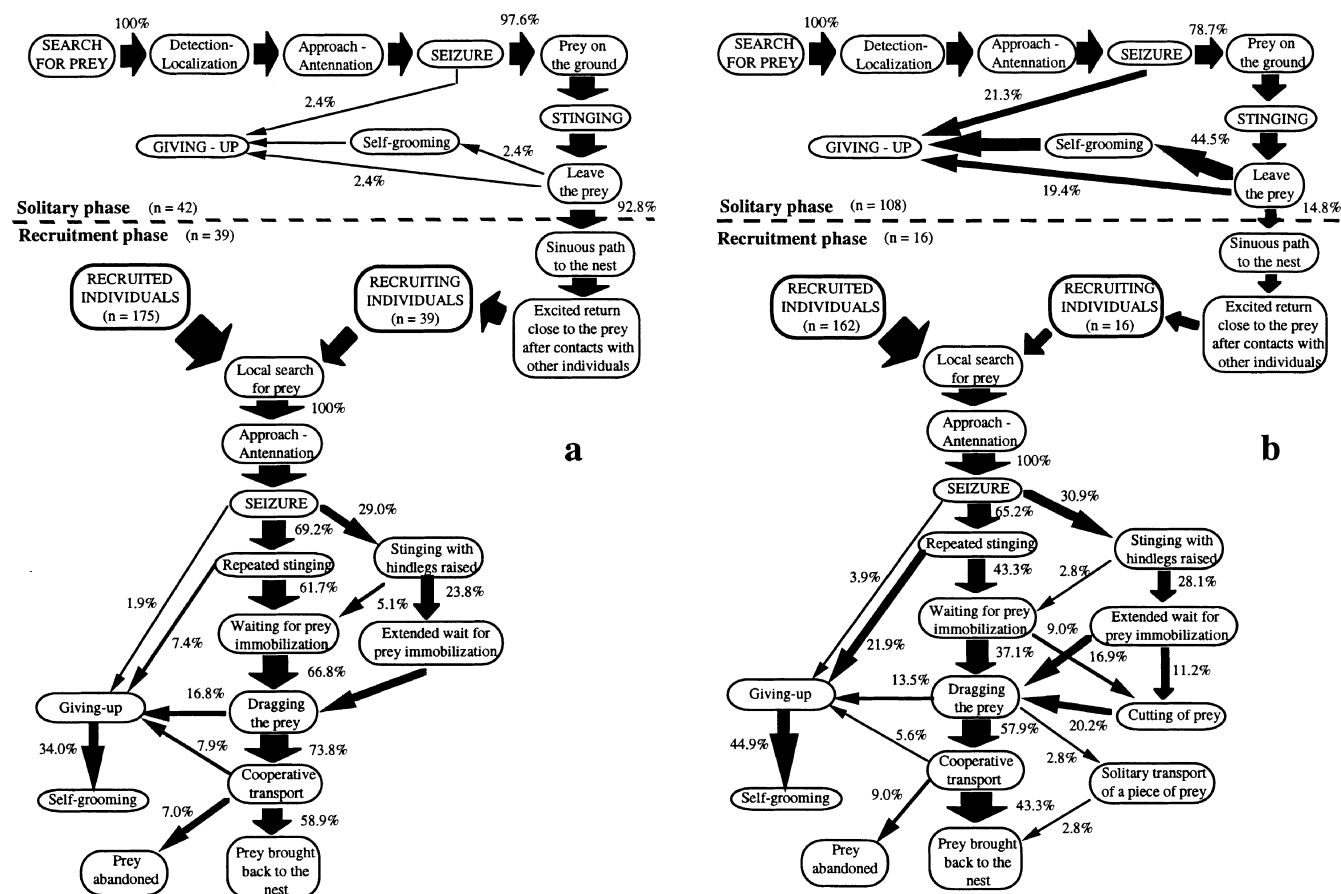 100%
97.6%
SEARCH
FOR PREY
Detection-
Localization
Approach -
Antennation
SEIZURE
Prey on
the ground
2.4%
STINGING
GIVING - UP
Self-grooming
2.4%
2.4%
Leave
the prey
92.8%
Solitary phase (n = 42)
Recruitment phase (n = 39)
Sinuous path
to the nest
RECRUITED
INDIVIDUALS
(n = 175)
RECRUITING
INDIVIDUALS
(n = 39)
Excited return
close to the prey
after contacts with
other individuals
Local search
for prey
100%
Approach -
Antennation
a
SEIZURE
29.0%
69.2%
Repeated stinging
Stinging with
hindlegs raised
61.7%
5.1%
23.8%
1.9%
7.4%
Waiting for prey
immobilization
Extended wait for
prey immobilization
66.8%
16.8%
Giving-up
Dragging
the prey
34.0%
7.9%
73.8%
Self-grooming
Cooperative
transport
7.0%
58.9%
Prey
abandoned
Prey brought
back to the
nest
100%
78.7%
SEARCH
FOR PREY
Detection-
Localization
Approach -
Antennation
SEIZURE
Prey on
the ground
21.3%
STINGING
GIVING - UP
Self-grooming
44.5%
19.4%
Leave
the prey
14.8%
Solitary phase (n = 108)
Recruitment phase (n = 16)
Sinuous path
to the nest
RECRUITED
INDIVIDUALS
(n = 162)
RECRUITING
INDIVIDUALS
(n = 16)
Excited return
close to the prey
after contacts with
other individuals
Local search
for prey
Approach -
Antennation
b
100%
SEIZURE
30.9%
65.2%
Repeated stinging
Stinging with
hindlegs raised
3.9%
43.3%
2.8%
28.1%
Waiting for prey
immobilization
9.0%
Extended wait for
prey immobilization
21.9%
37.1%
16.9%
11.2%
13.5%
Giving-up
Dragging
the prey
20.2%
Cutting of prey
5.6%
57.9%
2.8%
44.9%
Self-grooming
Cooperative
transport
Solitary transport
of a piece of prey
9.0%
43.3%
2.8%
Prey
abandoned
Prey brought
back to the
nest